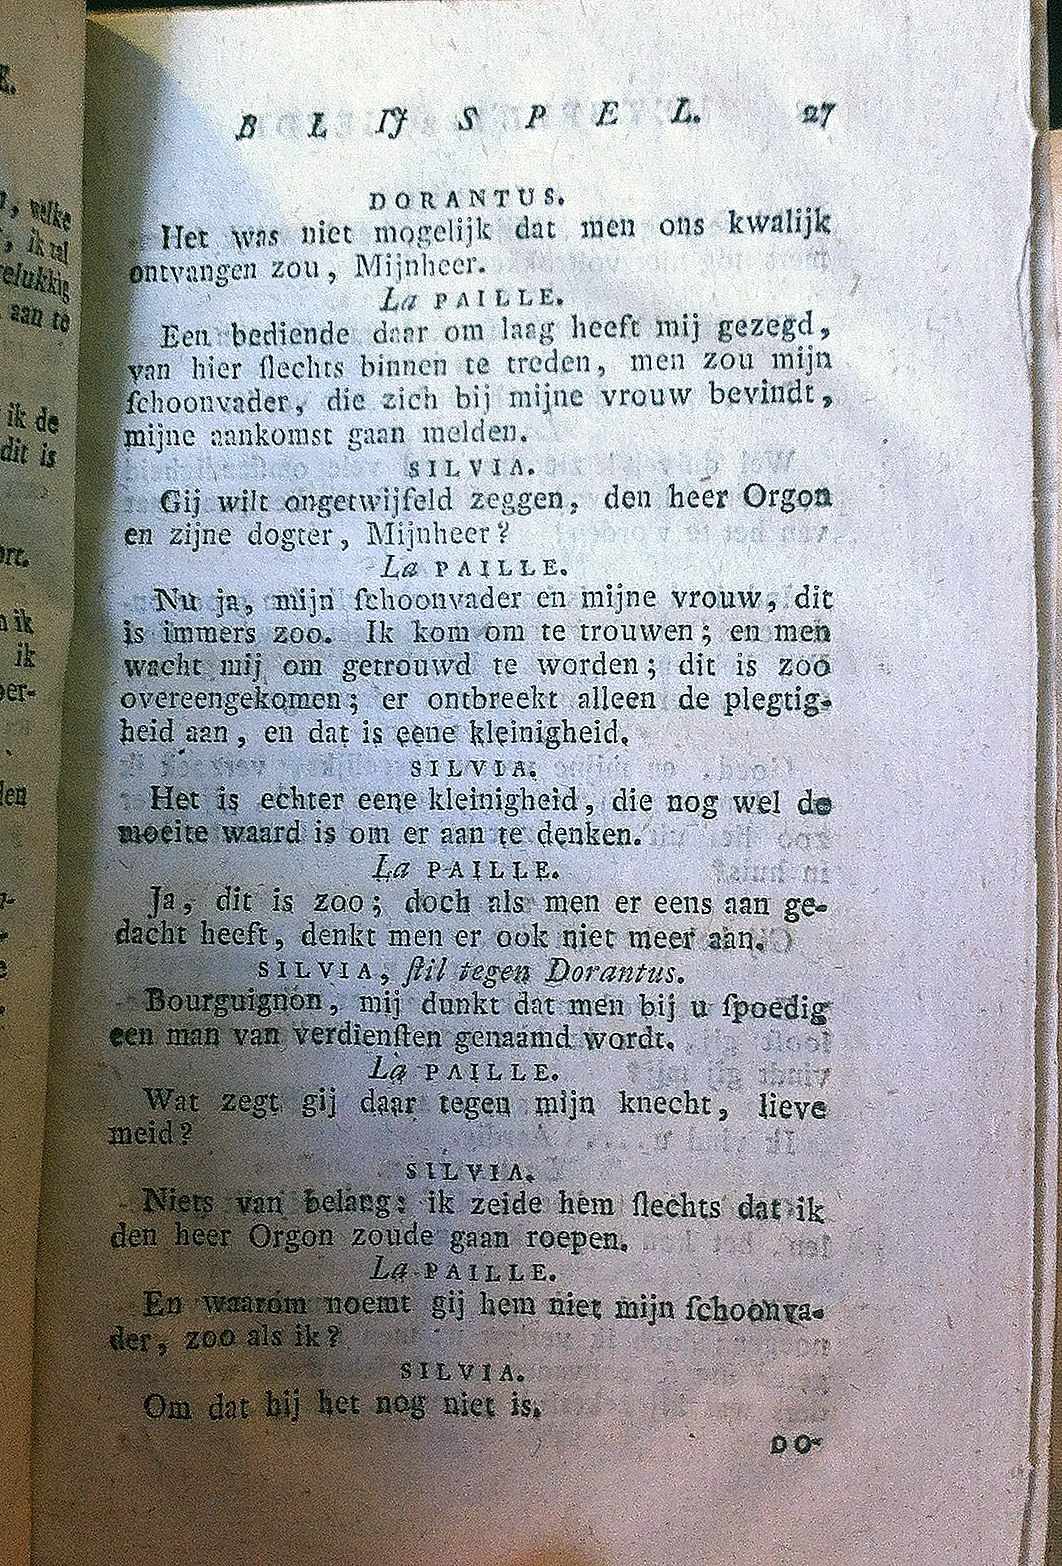 BLIJSPEL. 27
DORANTUS.
Het was niet mogelijk dat men ons kwalijk
ontvangen zou, Mijnheer.
La PAILLE.
Een bediende daar om laag heeft mij gezegd,
van hier ſlechts binnen te treden, men zou mijn
ſchoonvader, die zich bij mijne vrouw bevindt,
mijne aankomst gaan melden.
SILVIA.
Gij wilt ongetwijfeld zeggen, den heer Orgon
en zijne dogter, Mijnheer?
La PAILLE.
Nu ja, mijn ſchoonvader en mijne vrouw, dit
is immers zoo. Ik kom om te trouwen; en men
wacht mij om getrouwd te worden; dit is zoo
overeengekomen; er ontbreekt alleen de plegtig-
heid aan, en dat is eene kleinigheid.
SILVIA.
Het is echter eene kleinigheid, die nog wel de
moeite waard is om er aan te denken.
La PAILLE.
Ja, dit is zoo; doch als men er eens aan ge-
dacht heeft, denkt men er ook niet meer aan.
SILVIA, ſtil tegen Dorantus.
Bourguignon, mij dunkt dat men bij u ſpoedig
een man van verdienſten genaamd wordt.
La PAILLE.
Wat zegt gij daar tegen mijn knecht, lieve
meid?
SILVIA.
Niets van belang: ik zeide hem ſlechts dat ik
den heer Orgon zoude gaan roepen.
La PAILLE.
En waarom noemt gij hem niet mijn ſchoonva-
der, zoo als ik?
SILVIA.
Om dat hij het nog niet is.
DO-